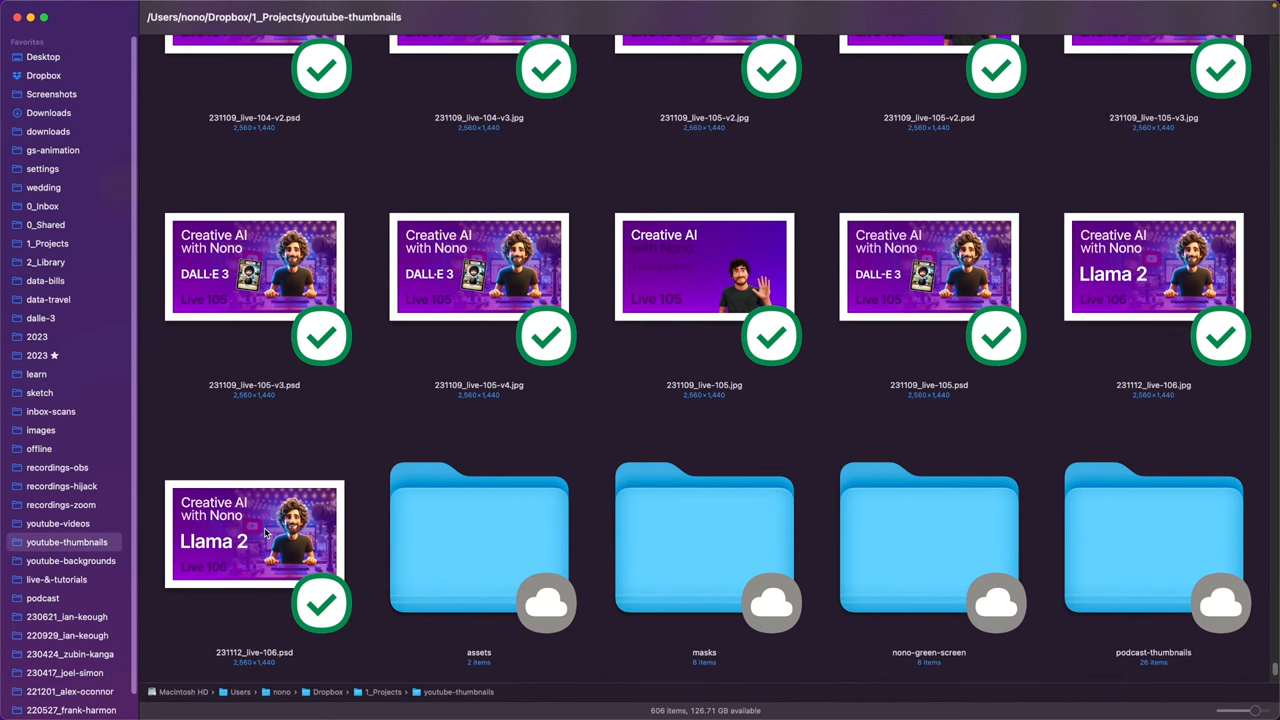 /Users/nono/Dropbox/1_Projects/youtube-thumbnails
Favorites
Desktop
Dropbox
Screenshots
Downloads
downloads
gs-animation
settings
wedding
0_Inbox
0_Shared
1_Projects
2_Library
data-bills
data-travel
dalle-3
2023
2023 ★
learn
sketch
inbox-scans
images
offline
recordings-obs
recordings-hijack
recordings-zoom
youtube-videos
youtube-thumbnails
youtube-backgrounds
live-&-tutorials
podcast
230621_ian-keough
220929_ian-keough
230424_zubin-kanga
230417_joel-simon
221201_alex-oconnor
220527_frank-harmon
231109_live-104-v2.psd
2,560×1,440
231109_live-104-v3.jpg
2,560×1,440
231109_live-105-v2.jpg
2,560×1,440
231109_live-105-v2.psd
2,560×1,440
231109_live-105-v3.jpg
2,560×1,440
Creative AI
with Nono
DALL·E 3
Live 105
231109_live-105-v3.psd
2,560×1,440
Creative AI
with Nono
DALL·E 3
Live 105
231109_live-105-v4.jpg
2,560×1,440
Creative AI
with Nono
Live 105
231109_live-105.jpg
2,560×1,440
Creative AI
with Nono
DALL·E 3
Live 105
231109_live-105.psd
2,560×1,440
Creative AI
with Nono
Llama 2
Live 106
231112_live-106.jpg
2,560×1,440
Creative AI
with Nono
Llama 2
Live 106
231112_live-106.psd
2,560×1,440
assets
2 items
masks
6 items
nono-green-screen
8 items
podcast-thumbnails
26 items
Macintosh HD › Users › nono › Dropbox › 1_Projects › youtube-thumbnails
606 items, 126.71 GB available